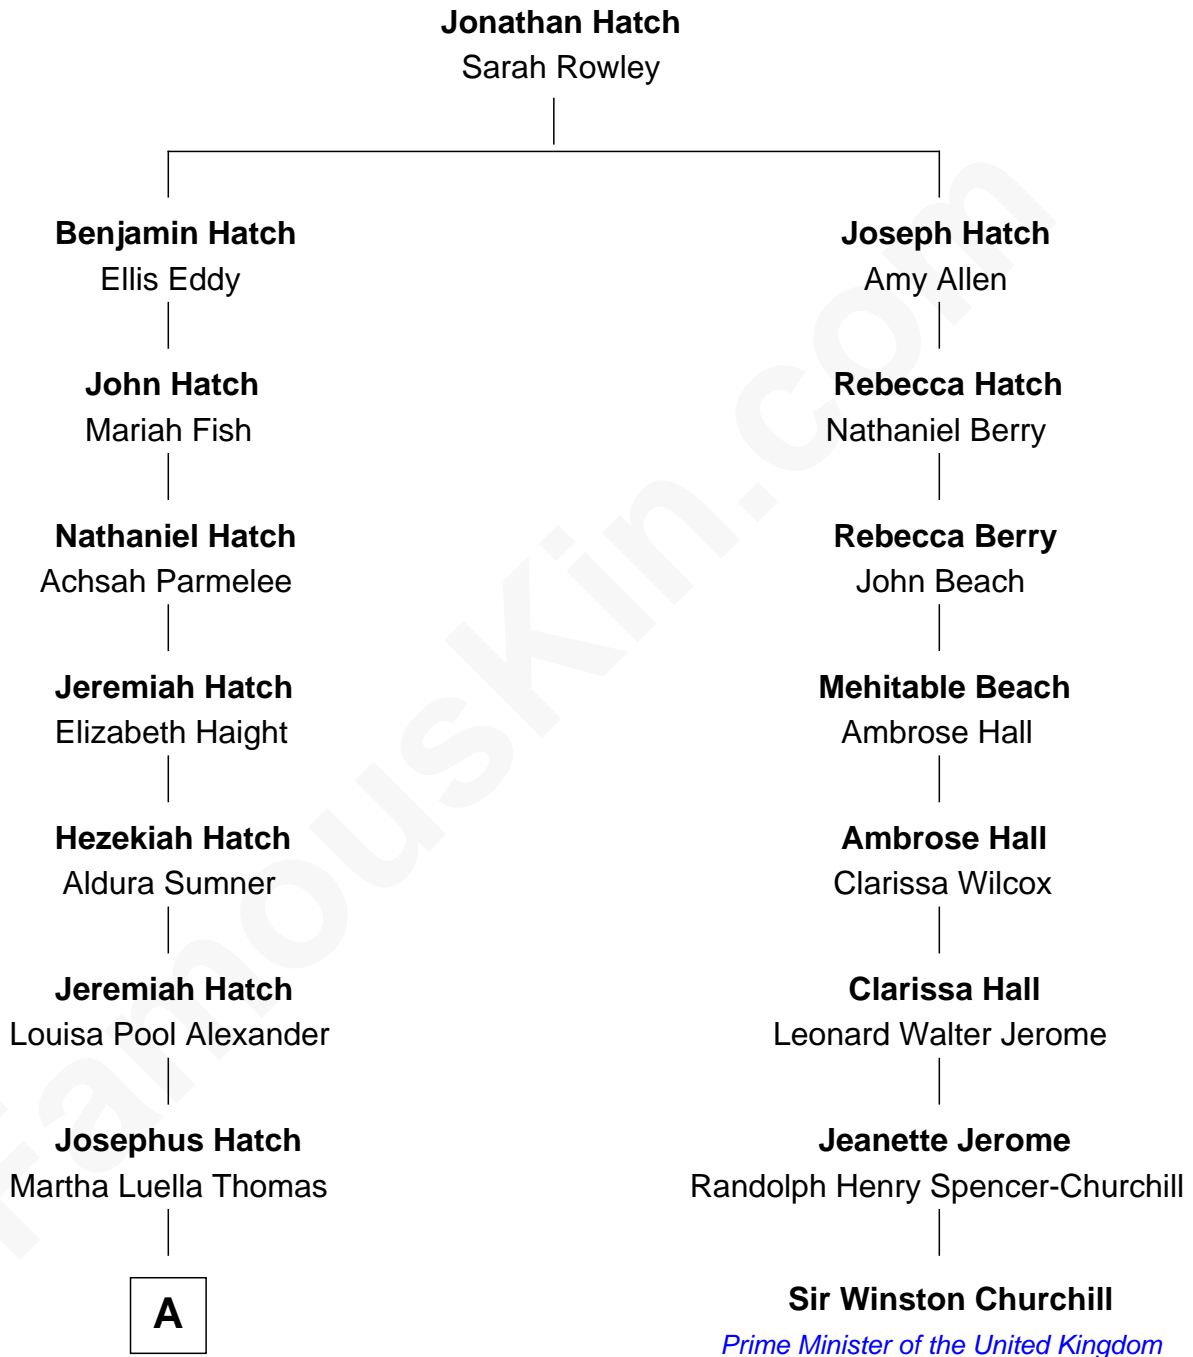 Jonathan Hatch
Sarah Rowley
Benjamin Hatch
Ellis Eddy
John Hatch
Mariah Fish
Nathaniel Hatch
Achsah Parmelee
Jeremiah Hatch
Elizabeth Haight
Hezekiah Hatch
Aldura Sumner
Jeremiah Hatch
Louisa Pool Alexander
Josephus Hatch
Martha Luella Thomas
A
Joseph Hatch
Amy Allen
Rebecca Hatch
Nathaniel Berry
Rebecca Berry
John Beach
Mehitable Beach
Ambrose Hall
Ambrose Hall
Clarissa Wilcox
Clarissa Hall
Leonard Walter Jerome
Jeanette Jerome
Randolph Henry Spencer-Churchill
Sir Winston Churchill
Prime Minister of the United Kingdom
FamousKin.com